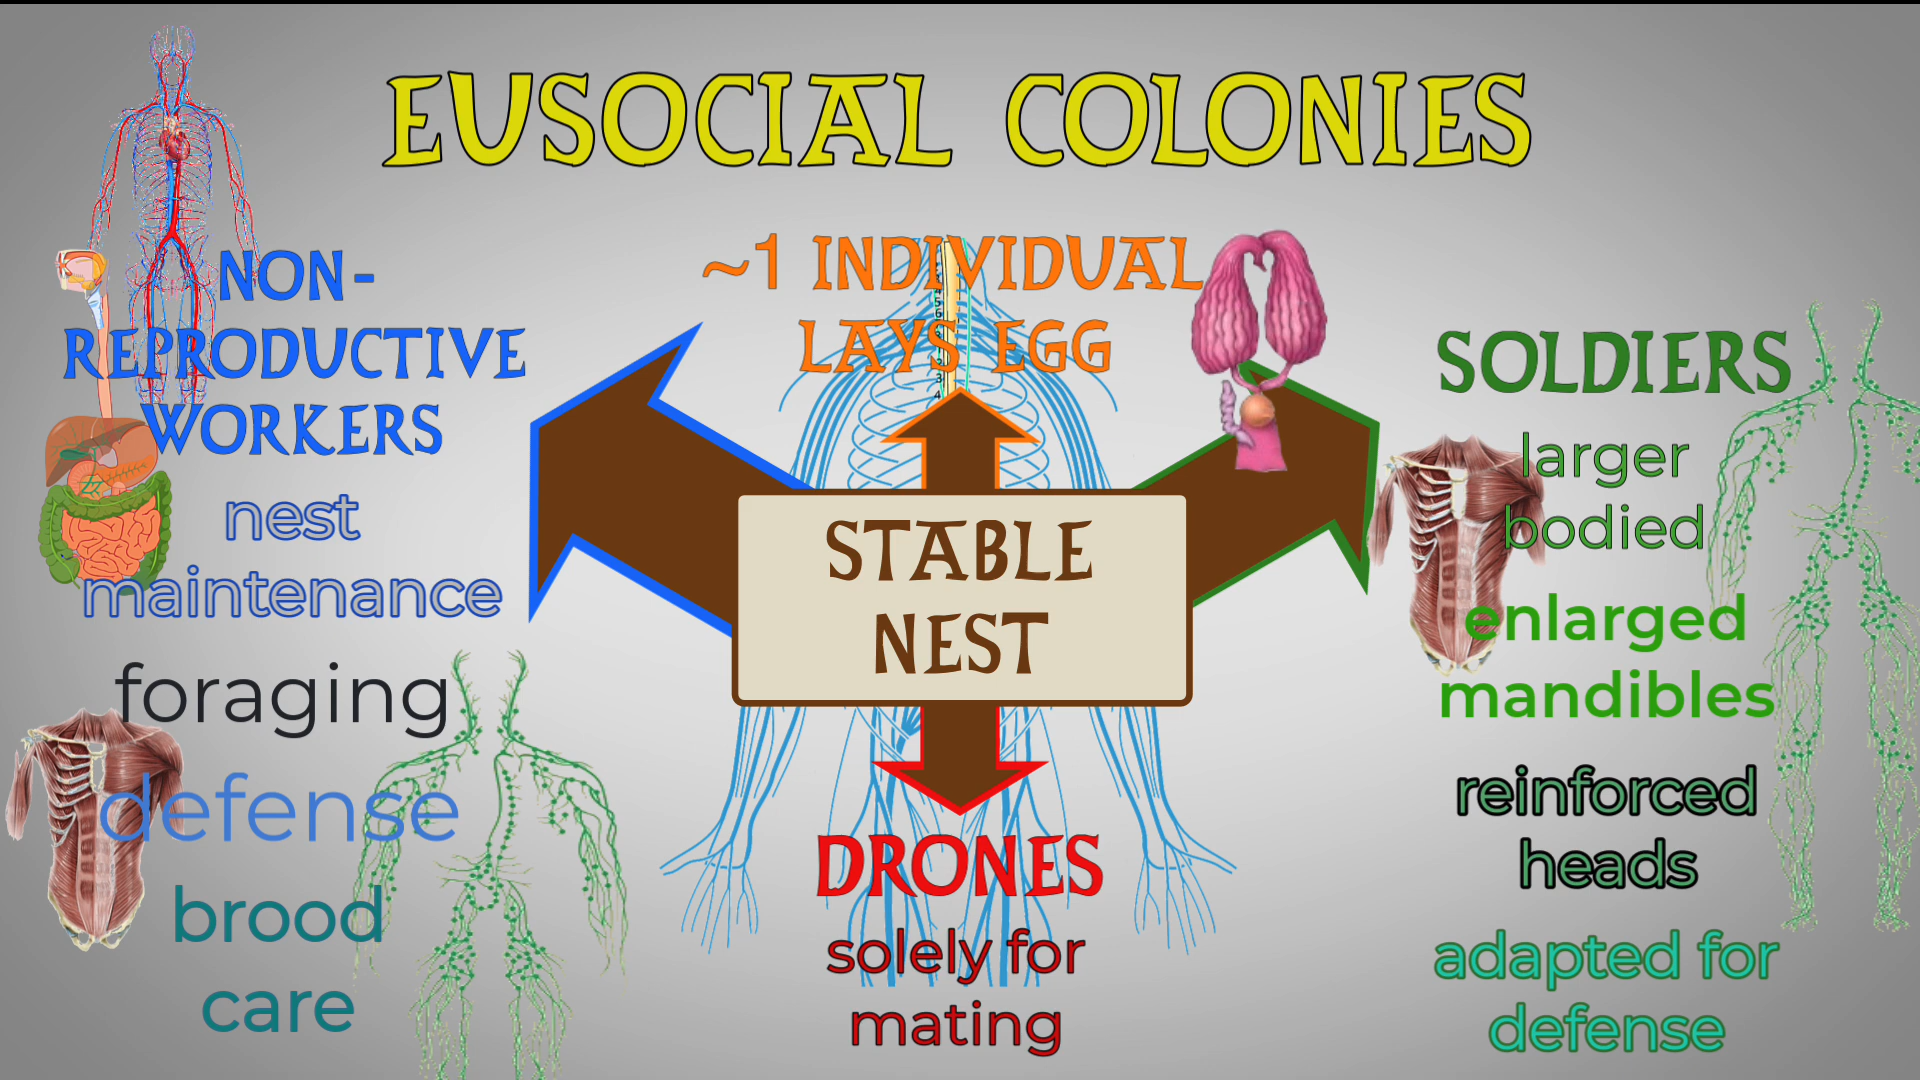 EUSOCIAL COLONIES
NON-
REPRODUCTIVE
WORKERS
nest
maintenance
foraging
defense
brood
care
~1 INDIVIDUAL
LAYS EGG
STABLE
NEST
DRONES
solely for
mating
SOLDIERS
larger
bodied
enlarged
mandibles
reinforced
heads
adapted for
defense